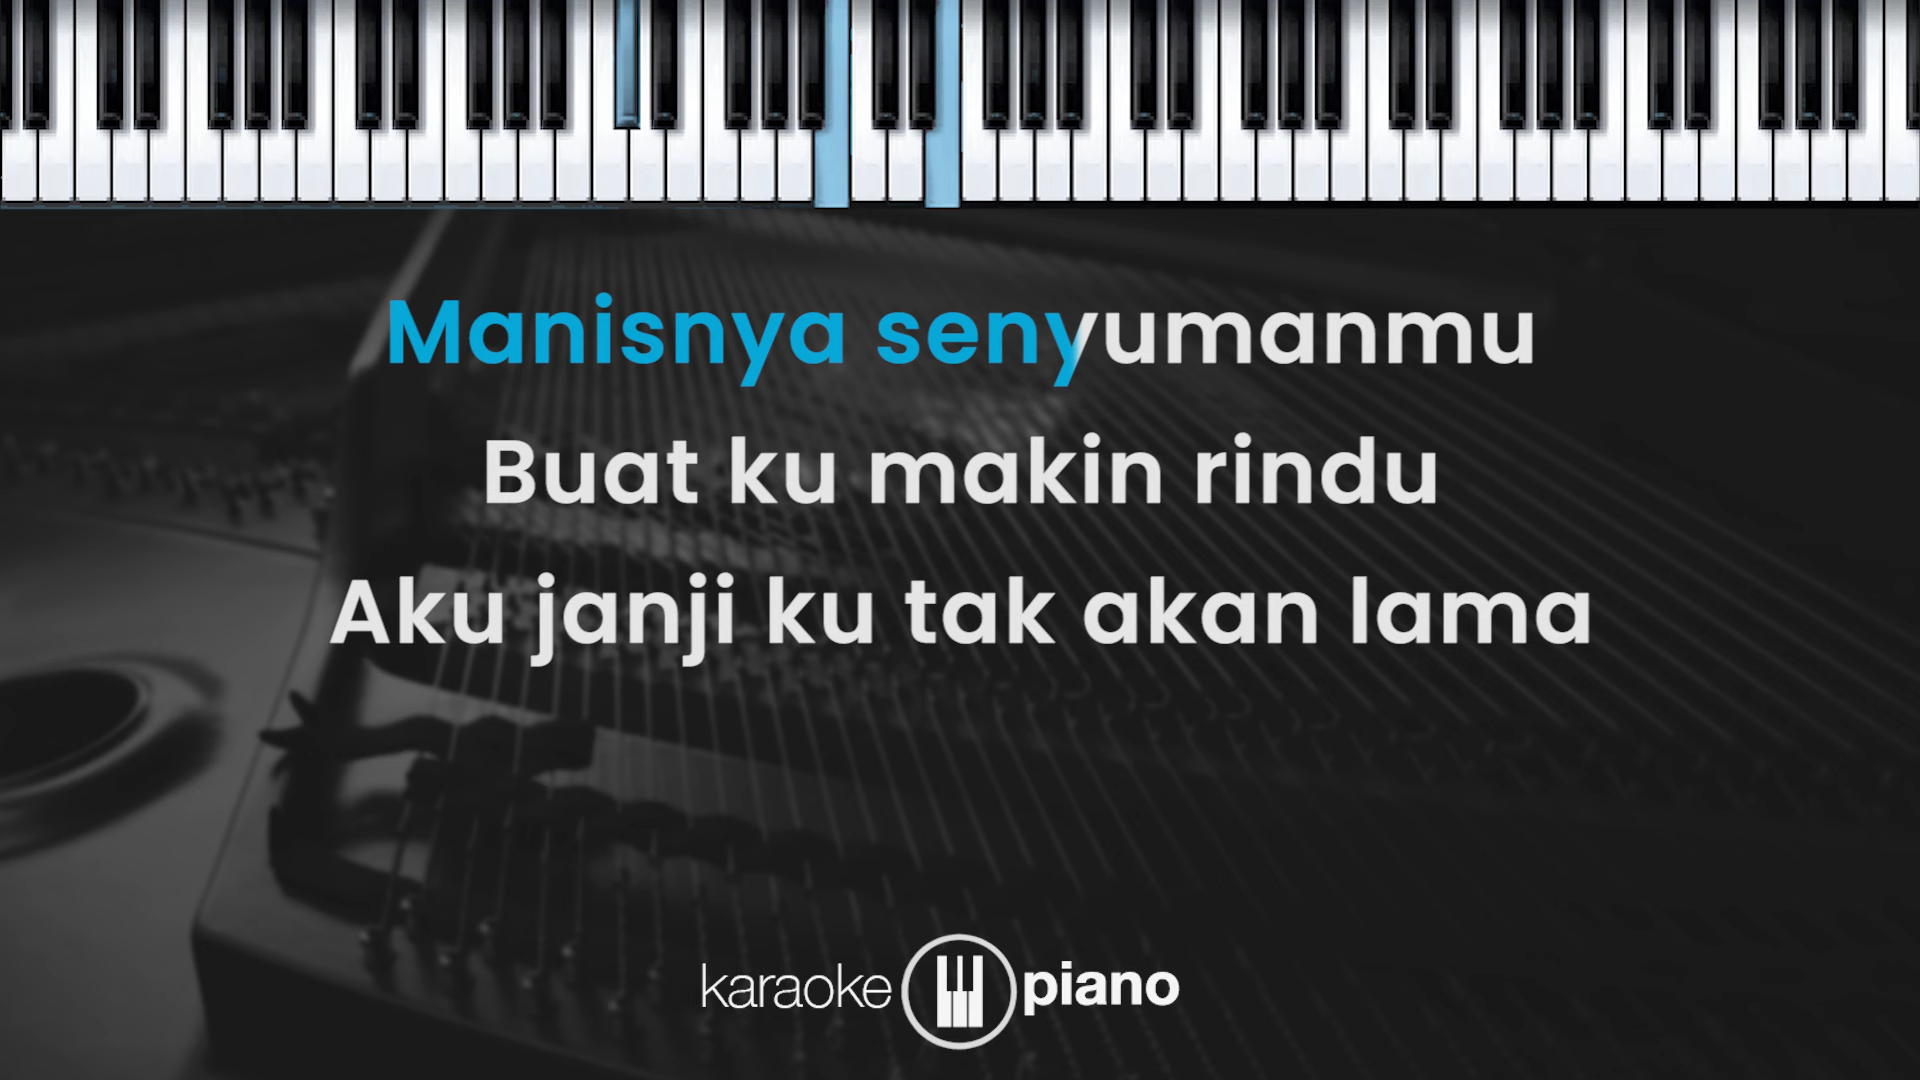 Manisnya senyumanmu
Buat ku makin rindu
Aku janji ku tak akan lama
karaoke piano